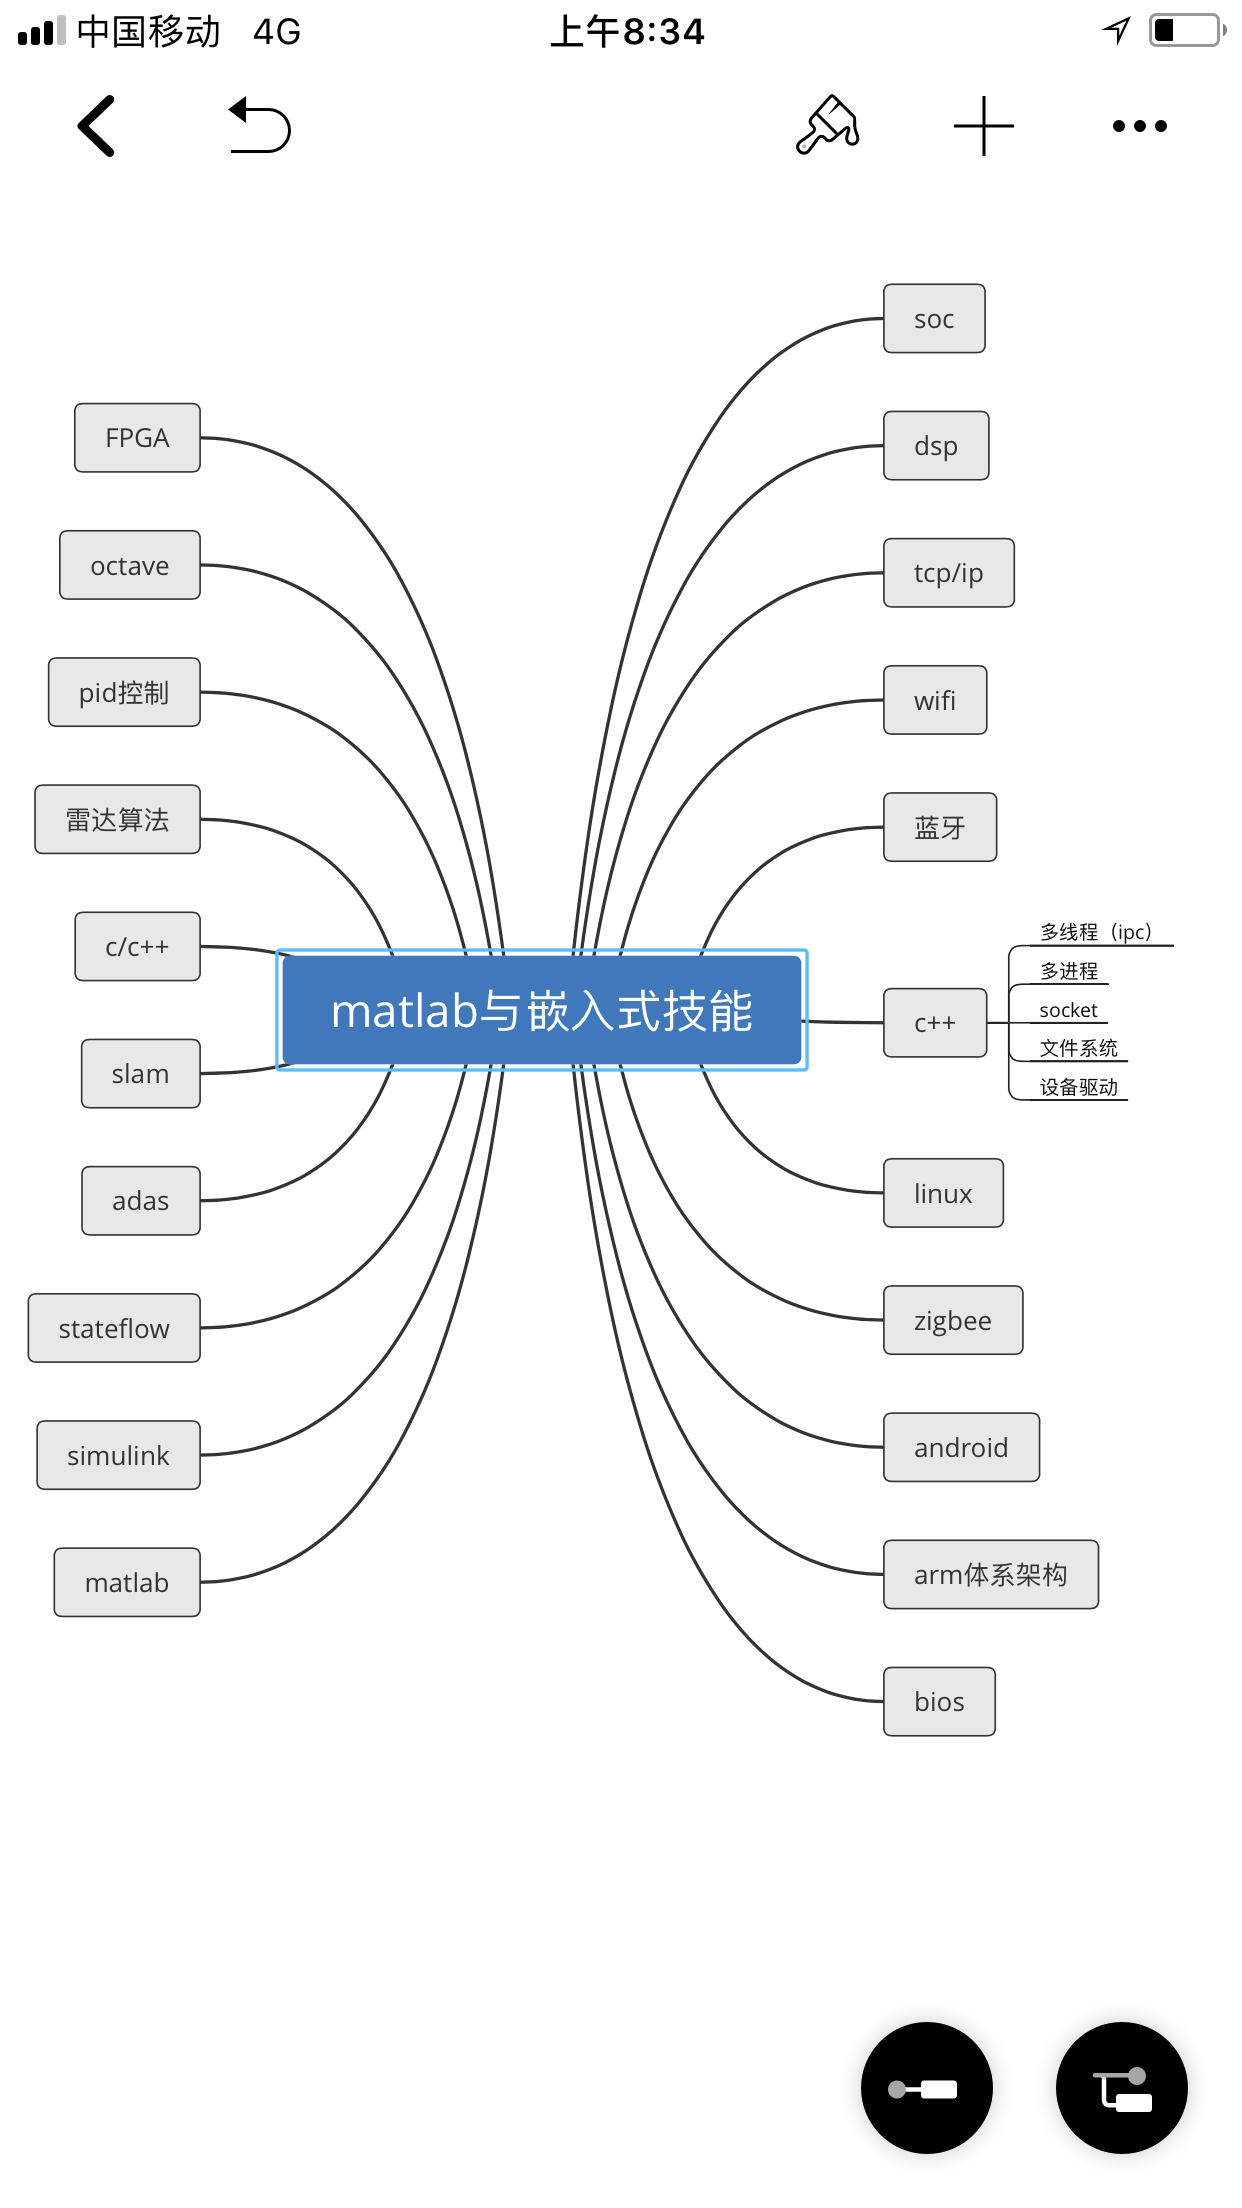 中国移动 4G 上午8:34
soc
dsp
tcp/ip
wifi
蓝牙
c++
多线程（ipc）
多进程
socket
文件系统
设备驱动
linux
zigbee
android
arm体系架构
bios
matlab与嵌入式技能
FPGA
octave
pid控制
雷达算法
c/c++
slam
adas
stateflow
simulink
matlab